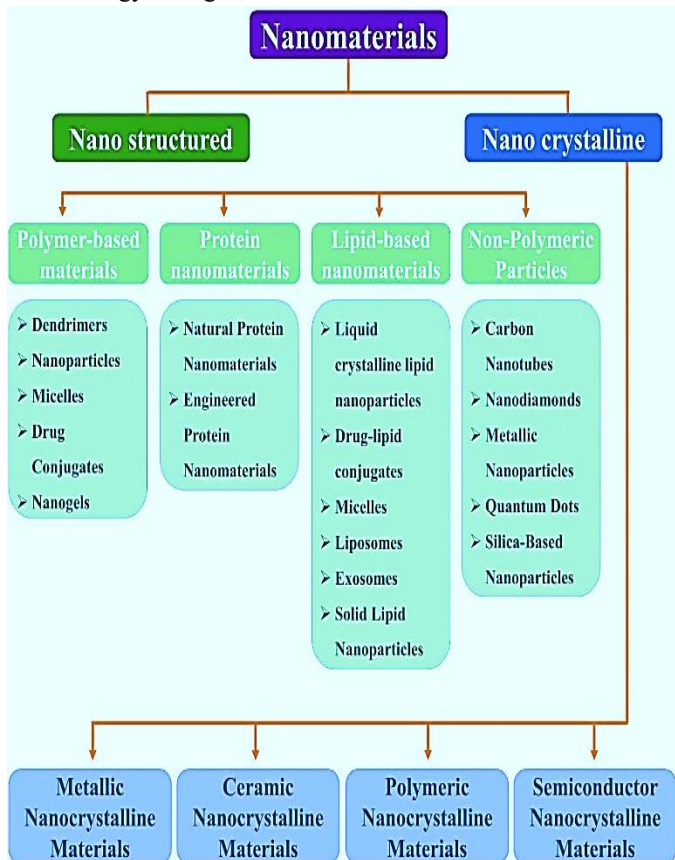 Nanomaterials
Nano structured
Nano crystalline
Polymer-based
materials
Protein
nanomaterials
Lipid-based
nanomaterials
Non-Polymeric
Particles
➢ Dendrimers
➢ Nanoparticles
➢ Micelles
➢ Drug
Conjugates
➢ Nanogels
➢ Natural Protein
Nanomaterials
➢ Engineered
Protein
Nanomaterials
➢ Liquid
crystalline lipid
nanoparticles
➢ Drug-lipid
conjugates
➢ Micelles
➢ Liposomes
➢ Exosomes
➢ Solid Lipid
Nanoparticles
➢ Carbon
Nanotubes
➢ Nanodiamonds
➢ Metallic
Nanoparticles
➢ Quantum Dots
➢ Silica-Based
Nanoparticles
Metallic
Nanocrystalline
Materials
Ceramic
Nanocrystalline
Materials
Polymeric
Nanocrystalline
Materials
Semiconductor
Nanocrystalline
Materials